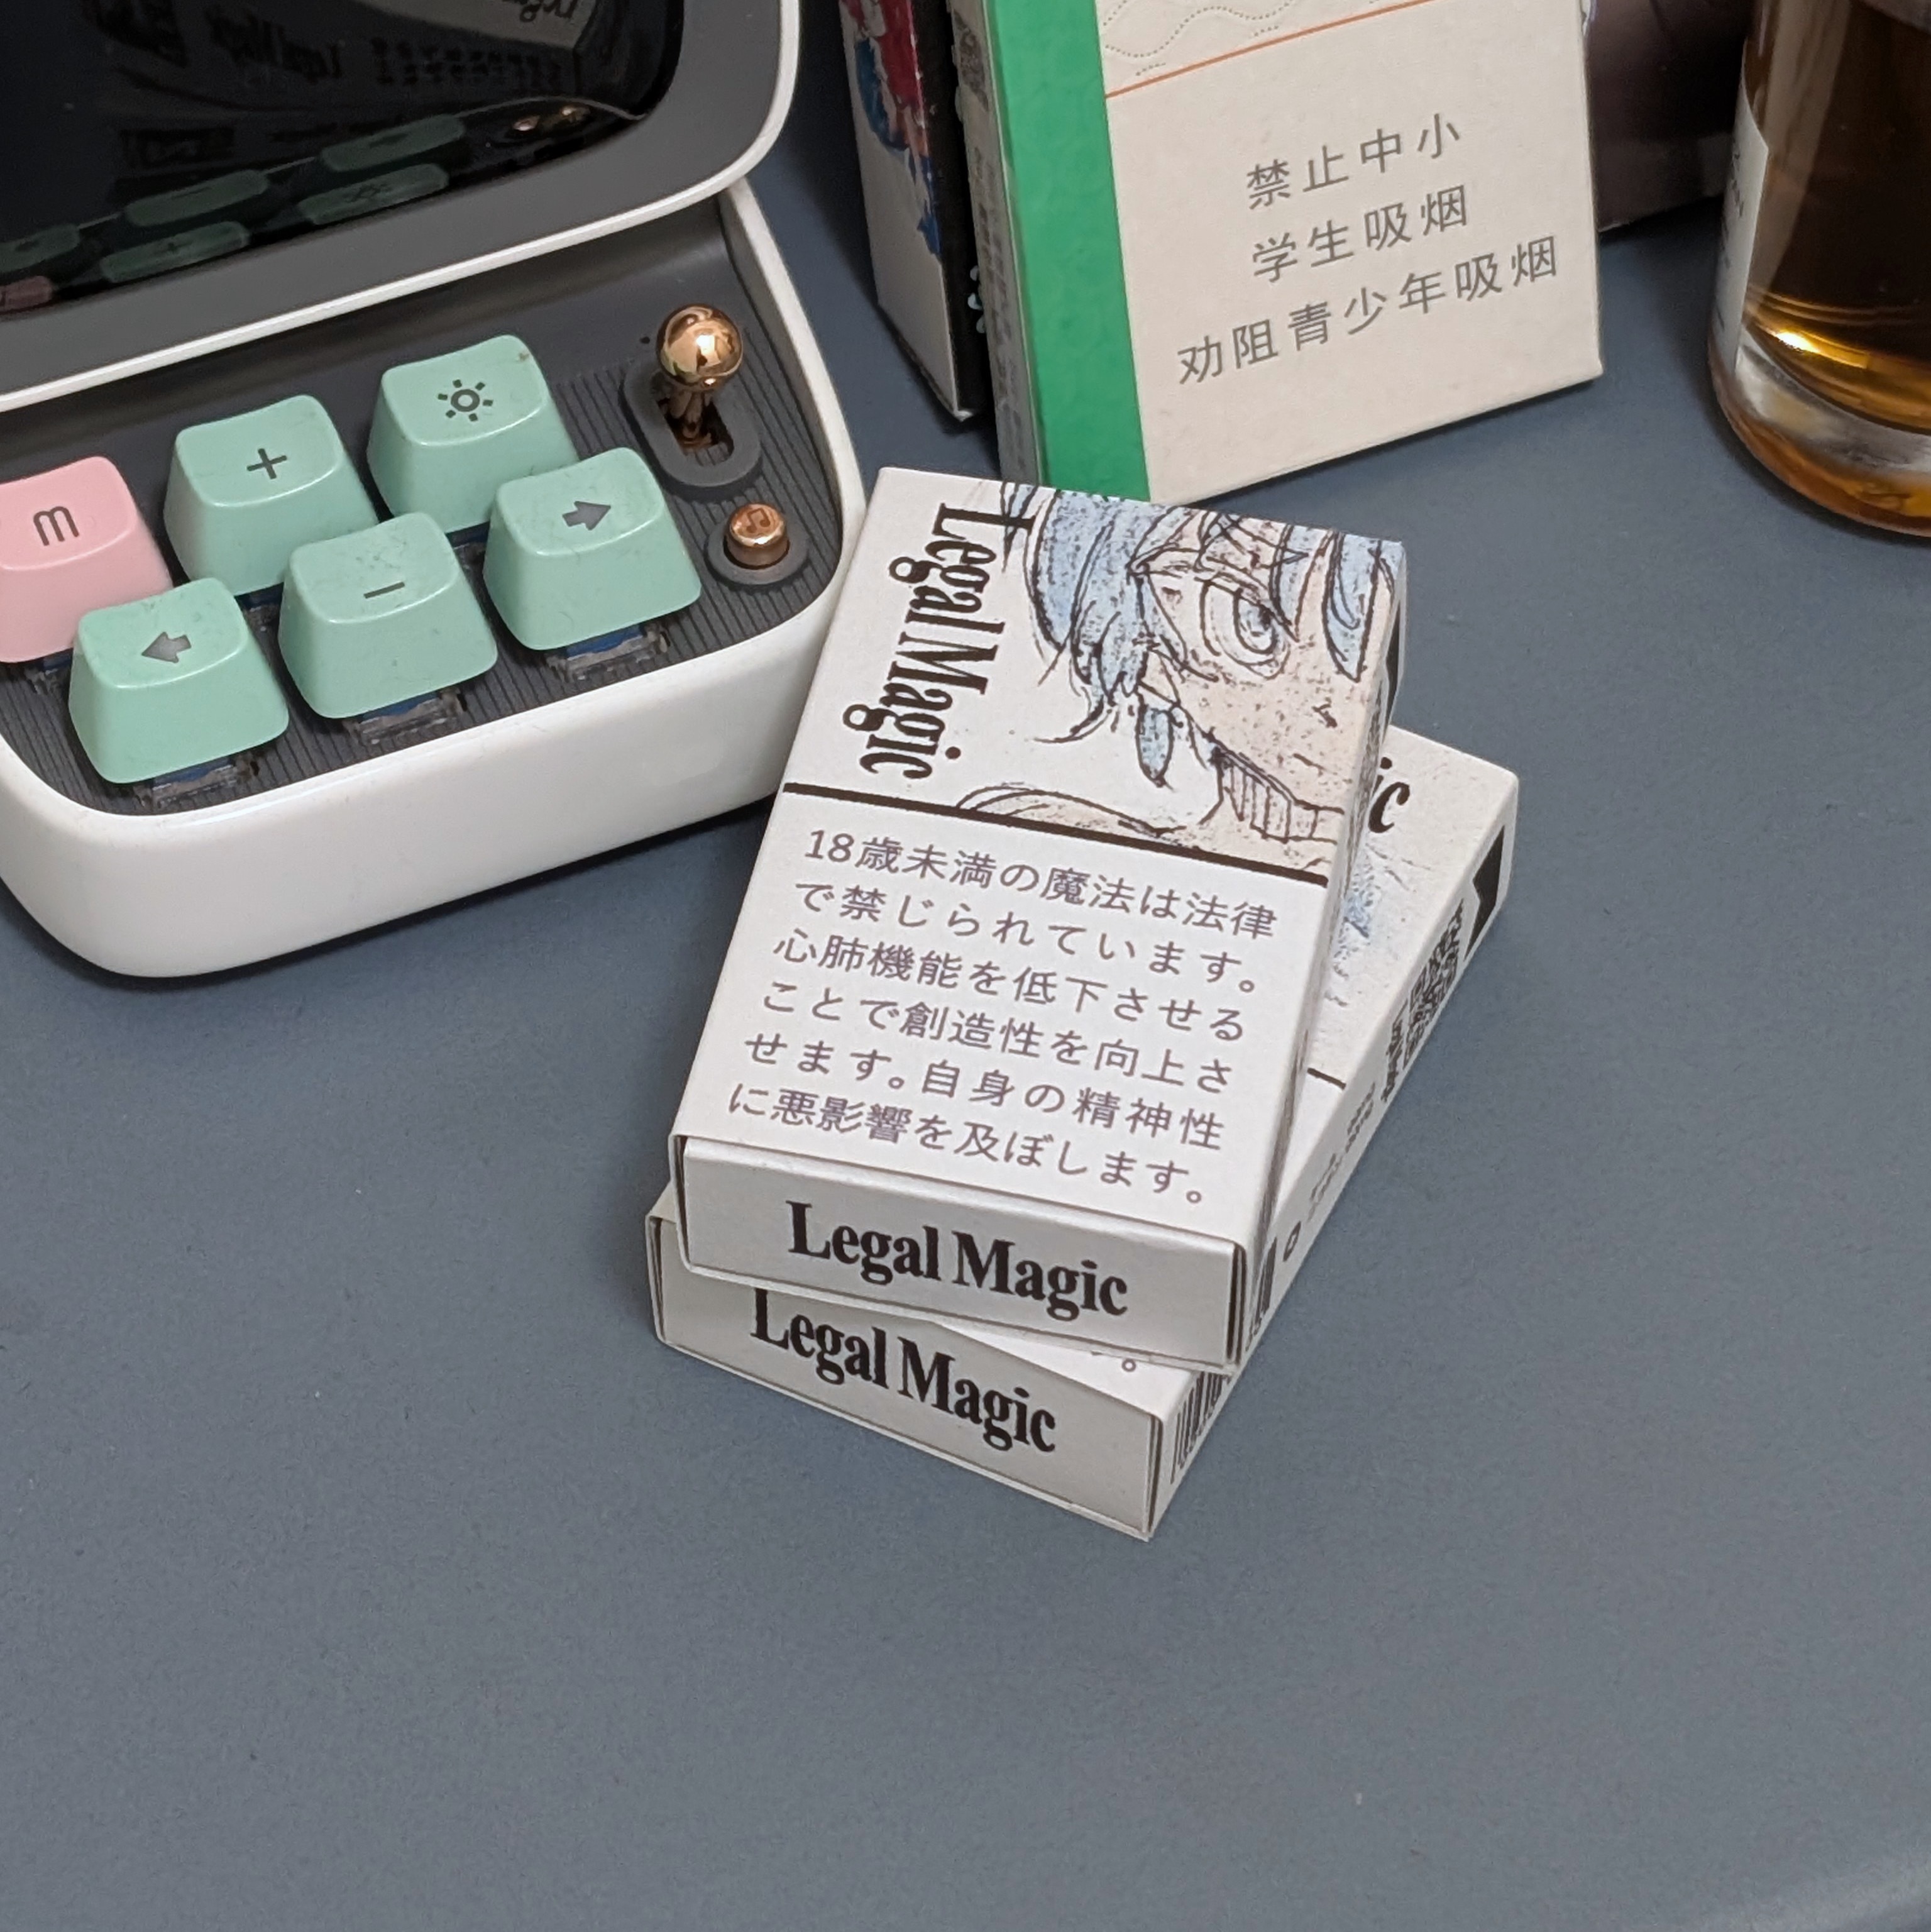 禁止中小
学生吸烟
劝阻青少年吸烟
m
+
−
Legal Magic
18歳未満の魔法は法律
で禁じられています。
心肺機能を低下させる
ことで創造性を向上さ
せます。自身の精神性
に悪影響を及ぼします。
Legal Magic
ic
Legal Magic